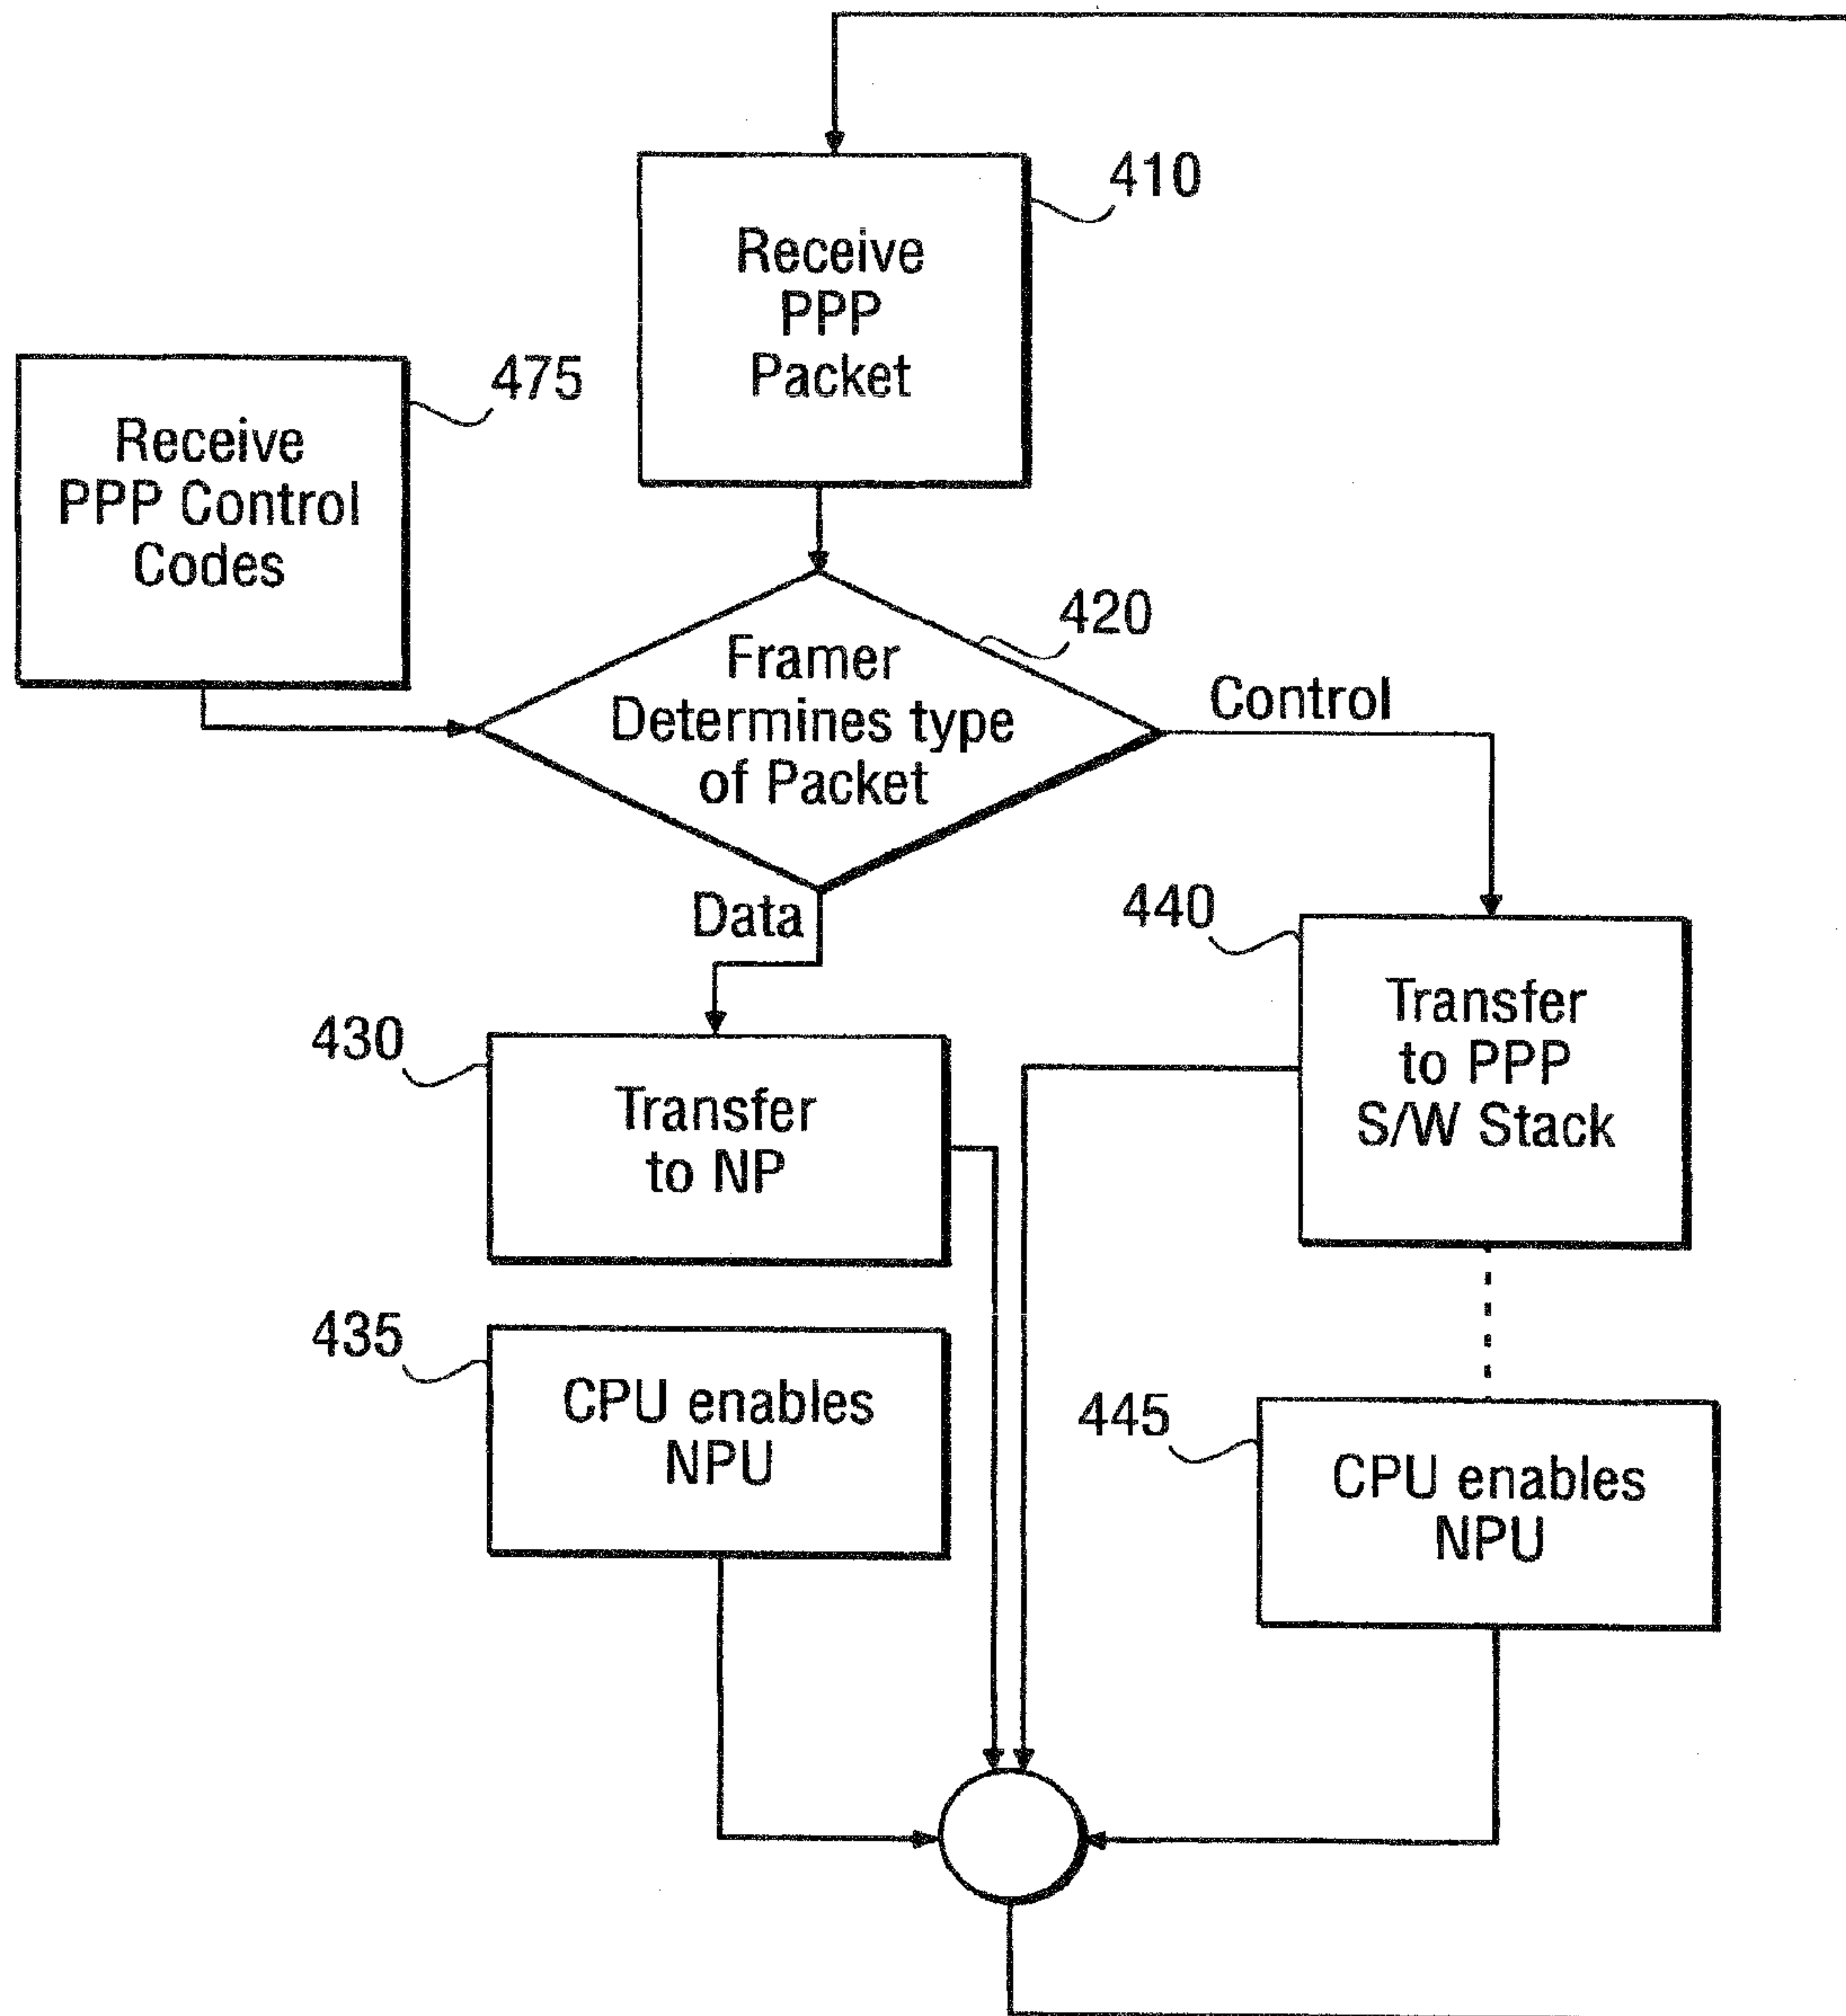 410
Receive
PPP
Packet
475
Receive
PPP Control
Codes
420
Framer
Determines type
of Packet
Control
Data
440
Transfer
to PPP
S/W Stack
430
Transfer
to NP
435
CPU enables
NPU
445
CPU enables
NPU